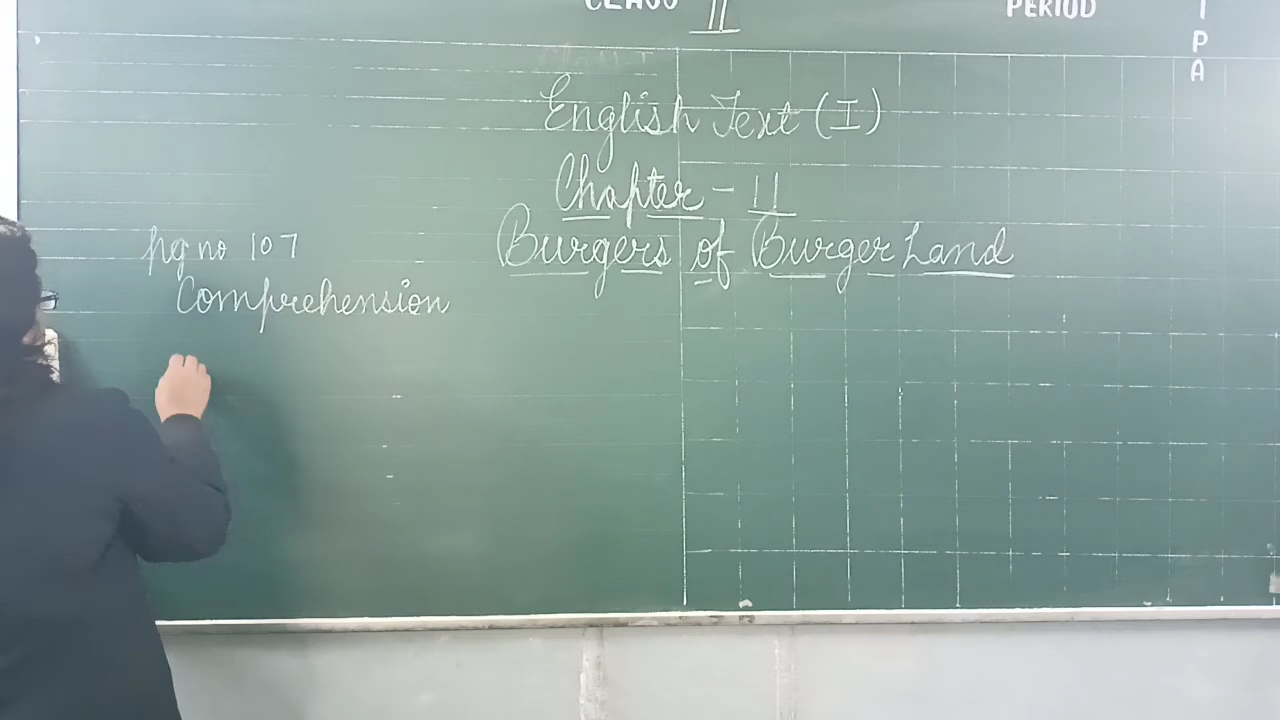 CLASS II
PERIOD
T
P
A
English Text (I)
Chapter - 11
Burgers of Burger Land
pg no 107
Comprehension